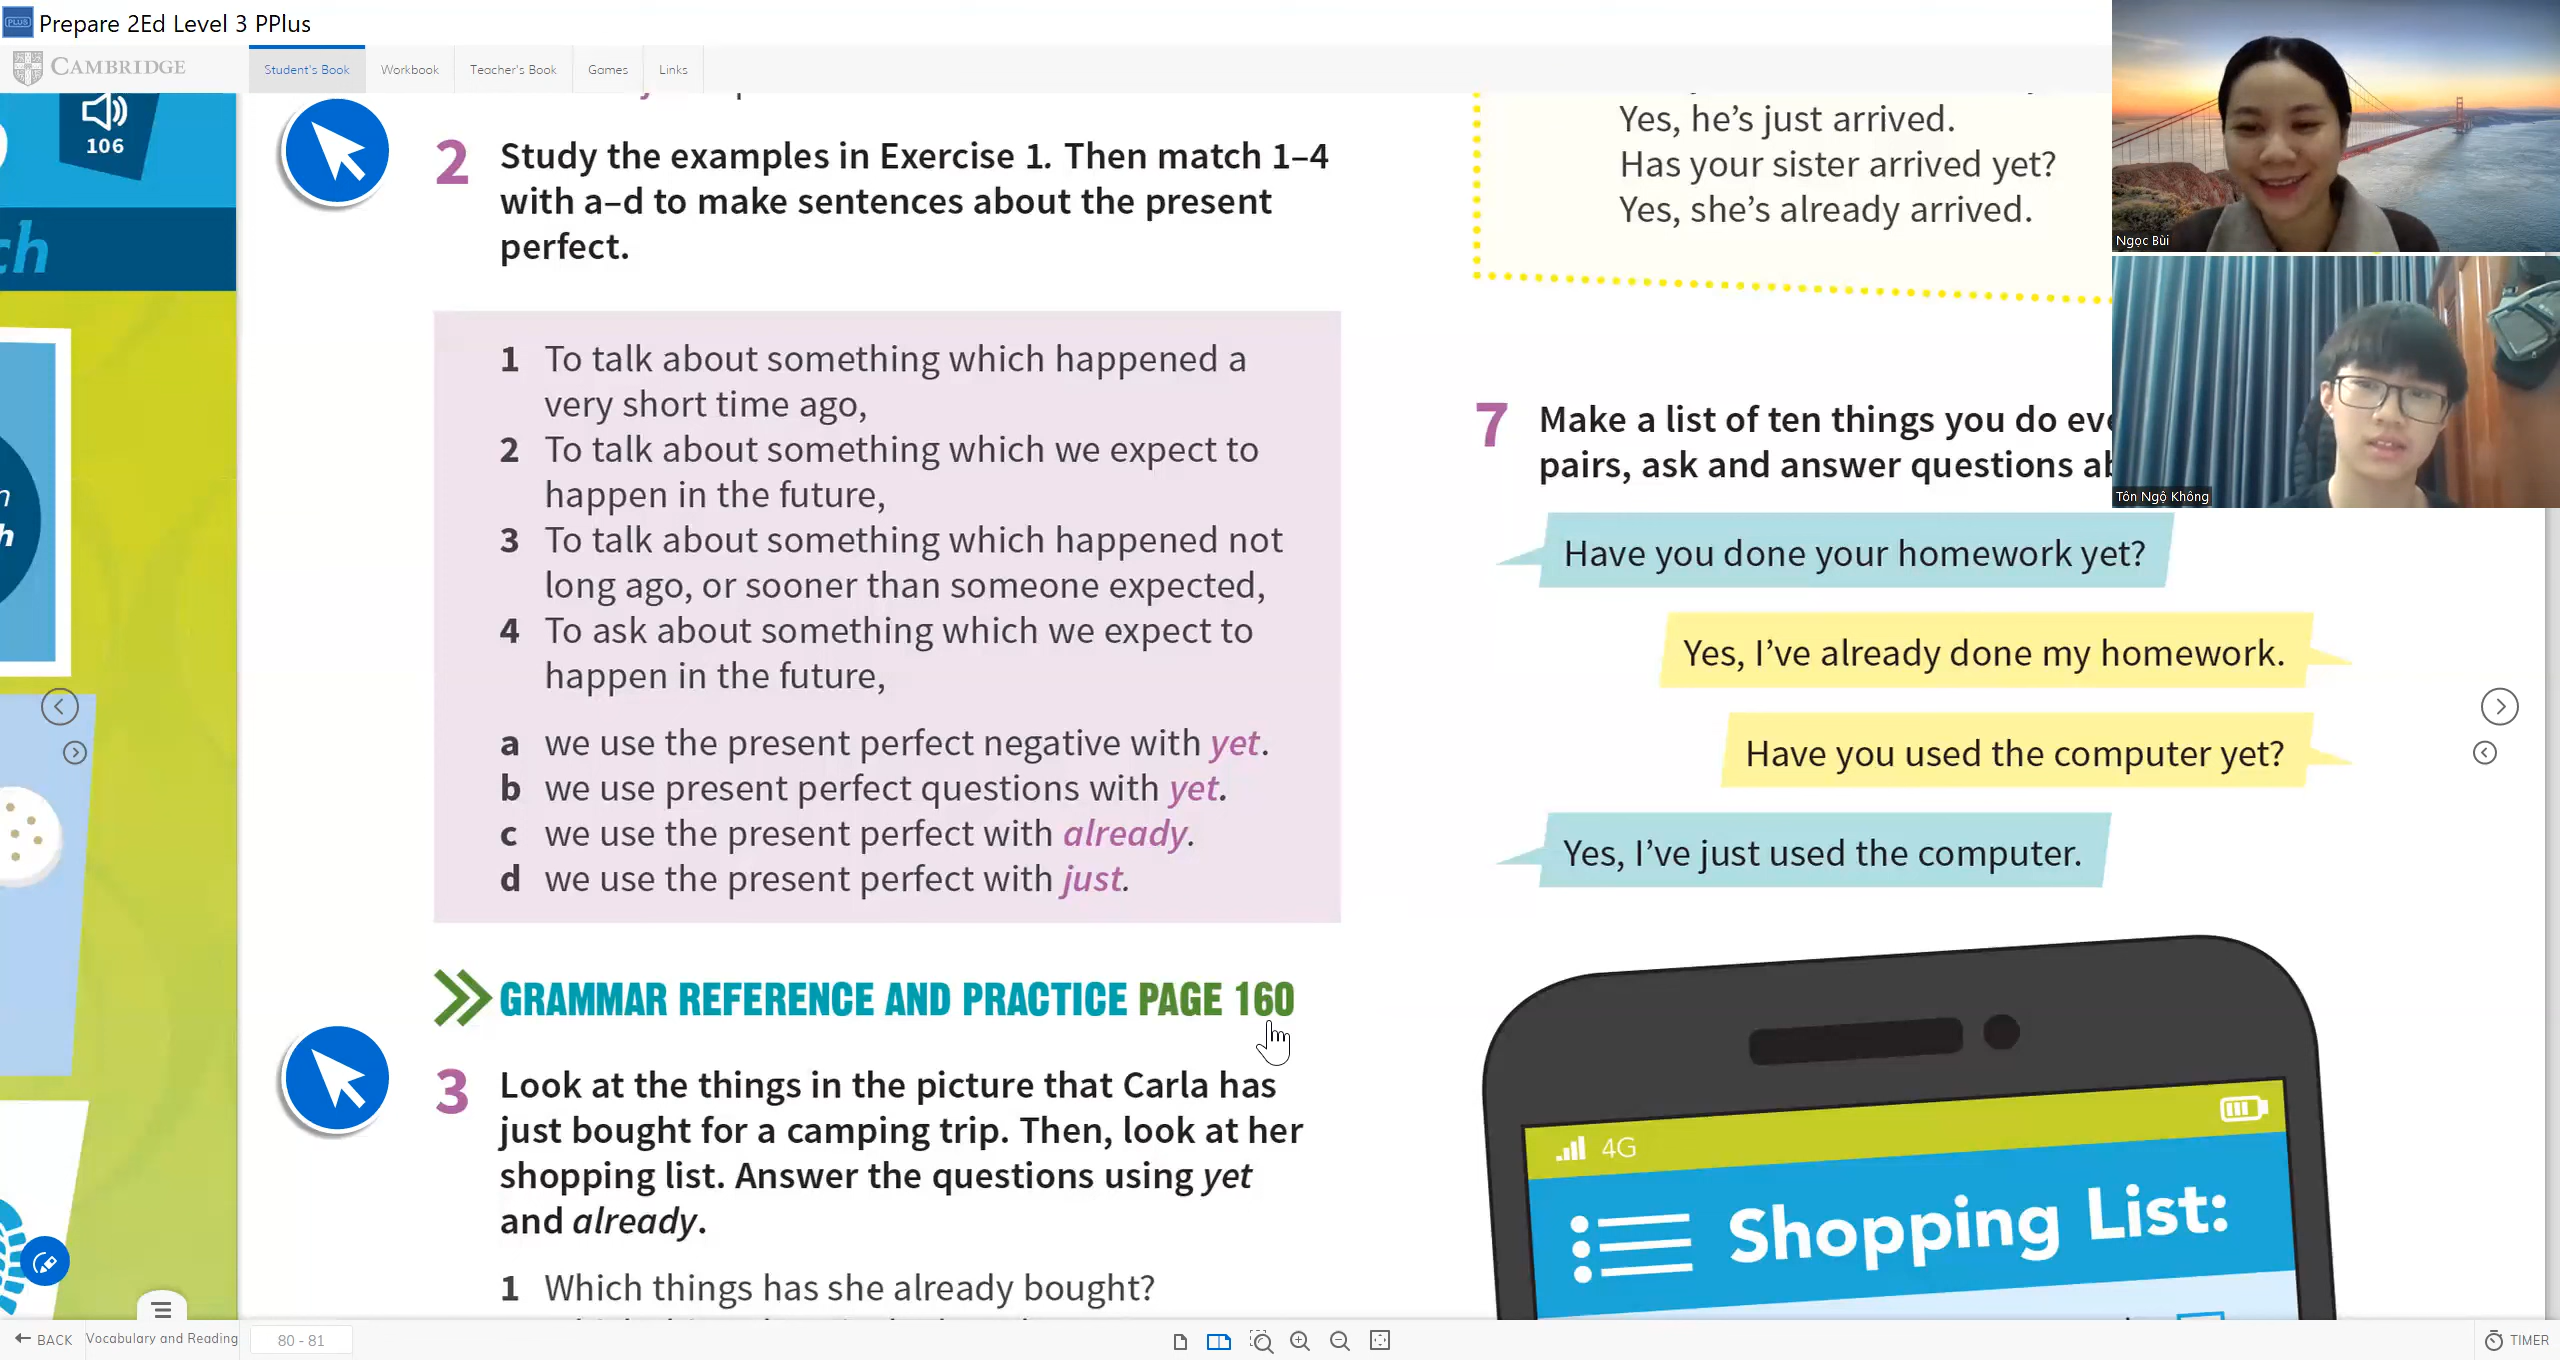 PLUS
Prepare 2Ed Level 3 PPlus
CAMBRIDGE
Student's Book
Workbook
Teacher's Book
Games
Links
106
ch
n
h
2 Study the examples in Exercise 1. Then match 1–4
with a–d to make sentences about the present
perfect.
1 To talk about something which happened a
very short time ago,
2 To talk about something which we expect to
happen in the future,
3 To talk about something which happened not
long ago, or sooner than someone expected,
4 To ask about something which we expect to
happen in the future,
a we use the present perfect negative with yet.
b we use present perfect questions with yet.
c we use the present perfect with already.
d we use the present perfect with just.
GRAMMAR REFERENCE AND PRACTICE PAGE 160
3 Look at the things in the picture that Carla has
just bought for a camping trip. Then, look at her
shopping list. Answer the questions using yet
and already.
1 Which things has she already bought?
Yes, he's just arrived.
Has your sister arrived yet?
Yes, she's already arrived.
7 Make a list of ten things you do
pairs, ask and answer questions
Have you done your homework yet?
Yes, I've already done my homework.
Have you used the computer yet?
Yes, I've just used the computer.
4G
Shopping List:
Ngọc Bùi
Tôn Ngộ Không
BACK
Vocabulary and Reading
80 - 81
TIMER